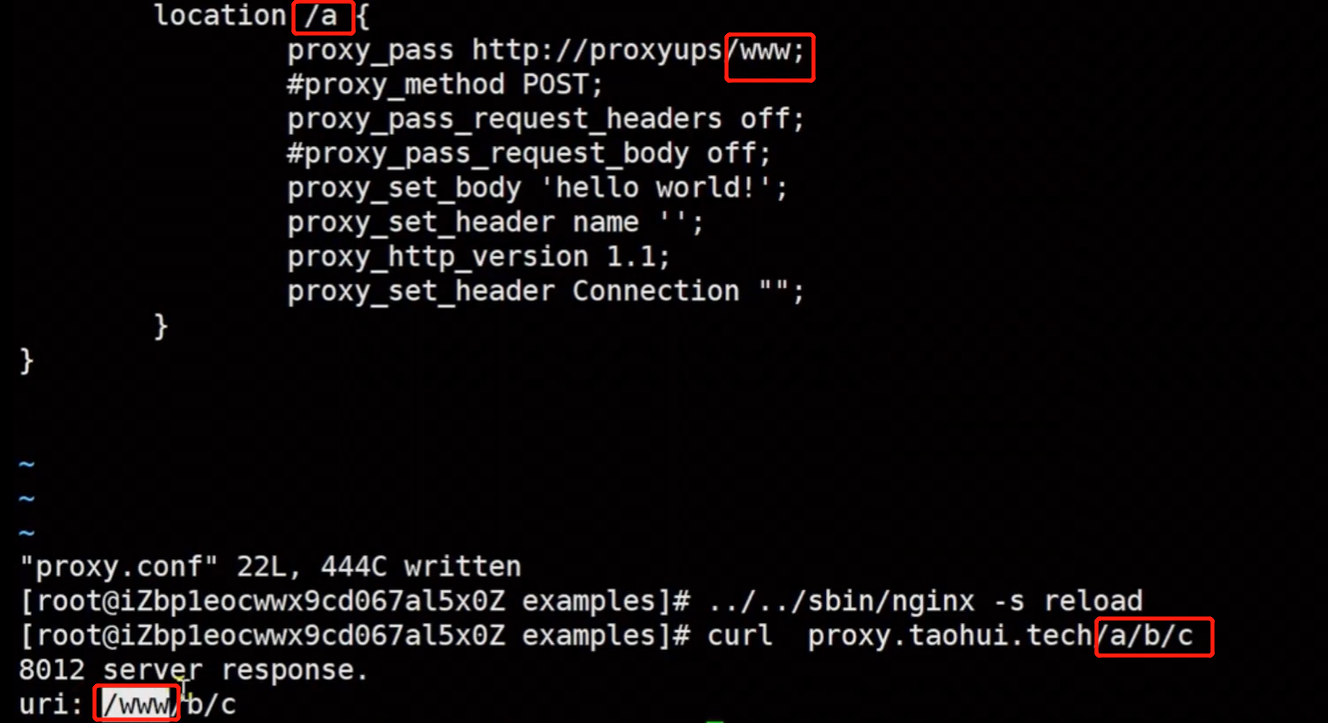 location /a {
proxy_pass http://proxyups/www;
#proxy_method POST;
proxy_pass_request_headers off;
#proxy_pass_request_body off;
proxy_set_body 'hello world!';
proxy_set_header name '';
proxy_http_version 1.1;
proxy_set_header Connection "";
}
}
~
~
~
"proxy.conf" 22L, 444C written
[root@iZbp1eocwwx9cd067al5x0Z examples]# ../../sbin/nginx -s reload
[root@iZbp1eocwwx9cd067al5x0Z examples]# curl  proxy.taohui.tech/a/b/c
8012 server response.
uri: /www/b/c